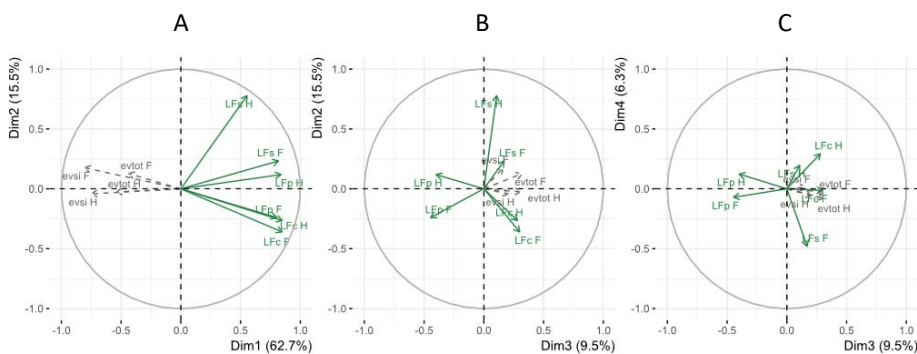 A
B
C
Dim2 (15.5%)
1.0
0.5
0.0
-0.5
-1.0
LFs H
LFs F
LFp H
evtot F
evsi F
evtot H
evsi H
LFp F
LFc H
LFc F
-1.0 -0.5 0.0 0.5 1.0
Dim1 (62.7%)
Dim2 (15.5%)
1.0
0.5
0.0
-0.5
-1.0
LFs H
LFs F
evsi F
LFp H
evtot F
evtot H
evsi H
LFp F
LFc H
LFc F
-1.0 -0.5 0.0 0.5 1.0
Dim3 (9.5%)
Dim4 (6.3%)
1.0
0.5
0.0
-0.5
-1.0
LFc H
LFs H
LFp H
evsi F
LFc F
LFp F
evsi H
evtot H
LFs F
-1.0 -0.5 0.0 0.5 1.0
Dim3 (9.5%)